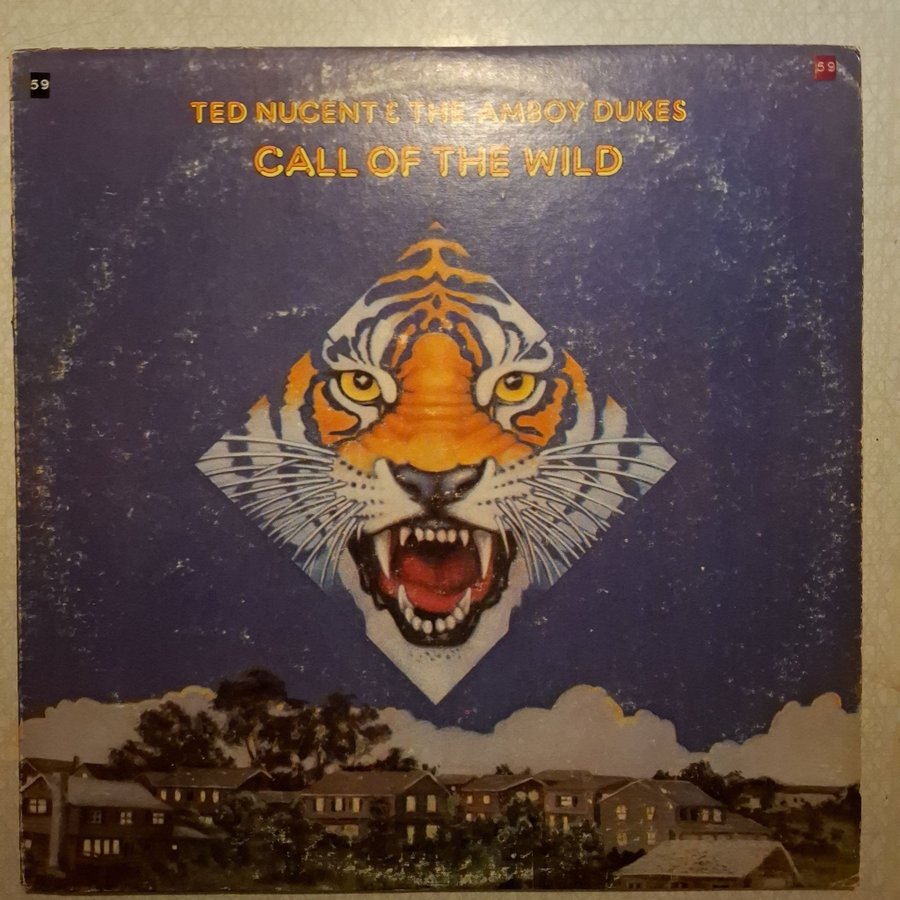 59
59
TED NUGENT & THE AMBOY DUKES
CALL OF THE WILD